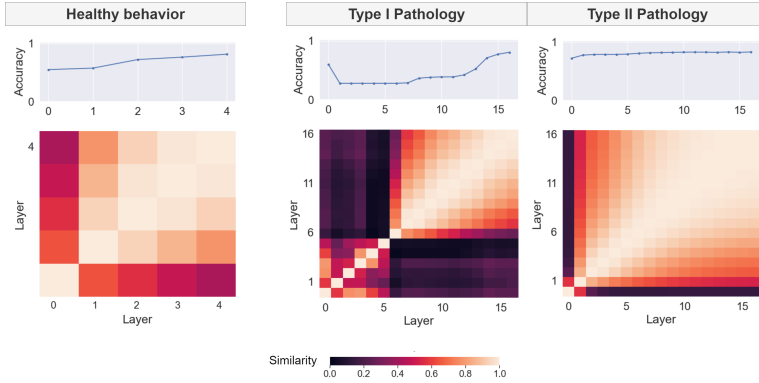 Healthy behavior
Type I Pathology
Type II Pathology
Accuracy
1
0
0 1 2 3 4
Layer
4
0 1 2 3 4
Layer
Accuracy
1
0
0 5 10 15
Layer
16
11
6
1
0 5 10 15
Layer
Accuracy
1
0
0 5 10 15
Layer
16
11
6
1
0 5 10 15
Layer
Similarity
0.0 0.2 0.4 0.6 0.8 1.0